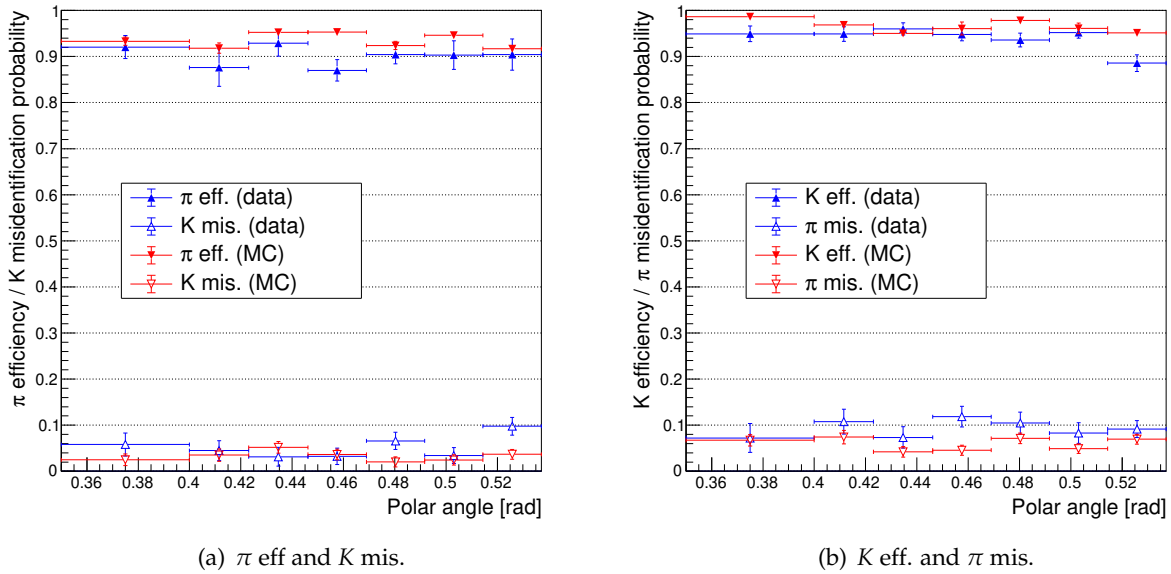 π efficiency / K misidentification probability
1
0.9
0.8
0.7
0.6
0.5
0.4
0.3
0.2
0.1
0
π eff. (data)
K mis. (data)
π eff. (MC)
K mis. (MC)
0.36 0.38 0.4 0.42 0.44 0.46 0.48 0.5 0.52
Polar angle [rad]
(a) π eff and K mis.
K efficiency / π misidentification probability
1
0.9
0.8
0.7
0.6
0.5
0.4
0.3
0.2
0.1
0
K eff. (data)
π mis. (data)
K eff. (MC)
π mis. (MC)
0.36 0.38 0.4 0.42 0.44 0.46 0.48 0.5 0.52
Polar angle [rad]
(b) K eff. and π mis.